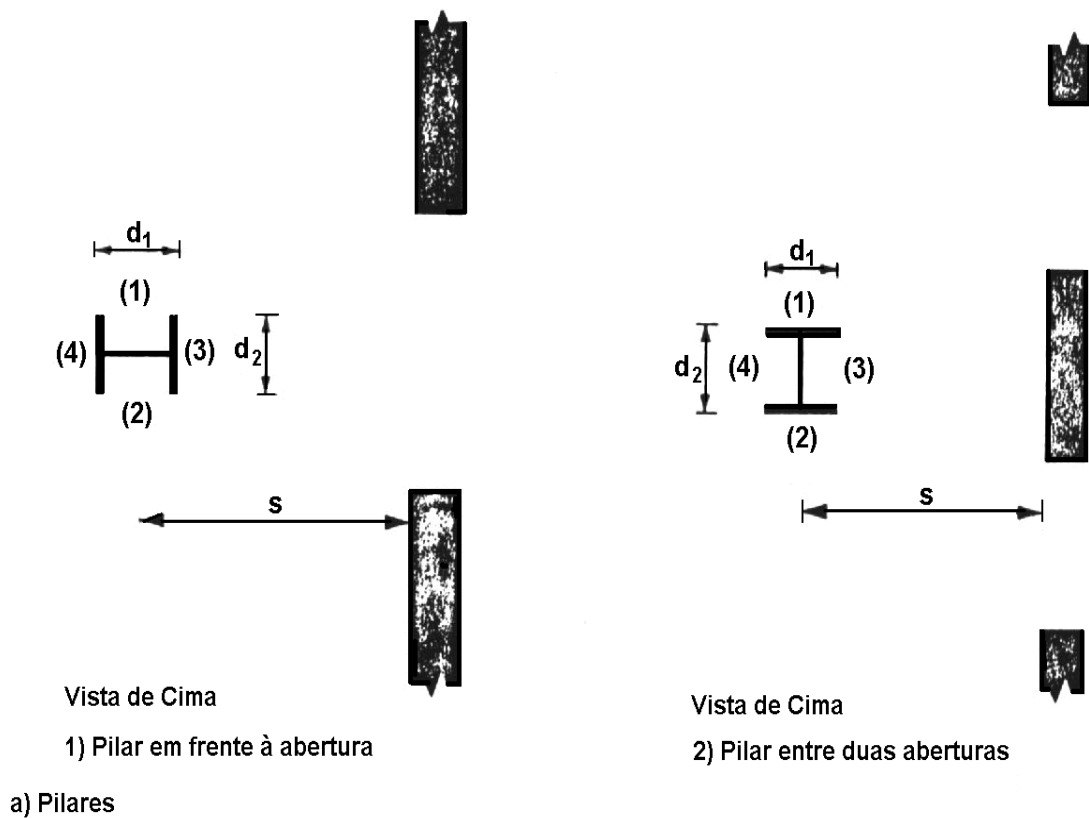 d₁
(1)
(4)
(3)
d₂
(2)
s
Vista de Cima
1) Pilar em frente à abertura
d₁
(1)
d₂
(4)
(3)
(2)
s
Vista de Cima
2) Pilar entre duas aberturas
a) Pilares